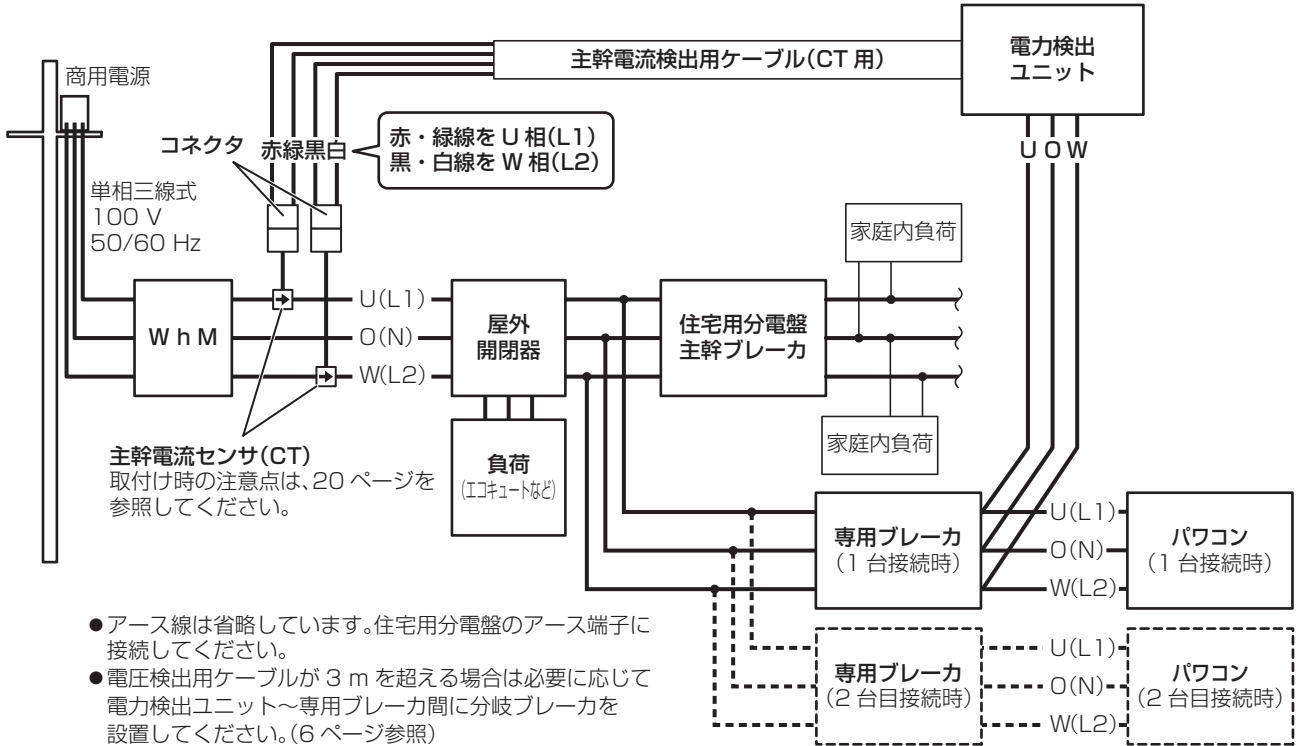 主幹電流検出用ケーブル(CT 用)
電力検出
ユニット
商用電源
コネクタ
赤緑黒白
赤・緑線を U 相(L1)
黒・白線を W 相(L2)
U O W
単相三線式
100 V
50/60 Hz
家庭内負荷
W h M
U(L1)
O(N)
W(L2)
屋外
開閉器
住宅用分電盤
主幹ブレーカ
家庭内負荷
主幹電流センサ(CT)
取付け時の注意点は、20 ページを
参照してください。
負荷
(エコキュートなど)
専用ブレーカ
(1 台接続時)
U(L1)
O(N)
W(L2)
パワコン
(1 台接続時)
専用ブレーカ
(2 台目接続時)
U(L1)
O(N)
W(L2)
パワコン
(2 台目接続時)
●アース線は省略しています。住宅用分電盤のアース端子に
接続してください。
●電圧検出用ケーブルが 3 m を超える場合は必要に応じて
電力検出ユニット～専用ブレーカ間に分岐ブレーカを
設置してください。(6 ページ参照)